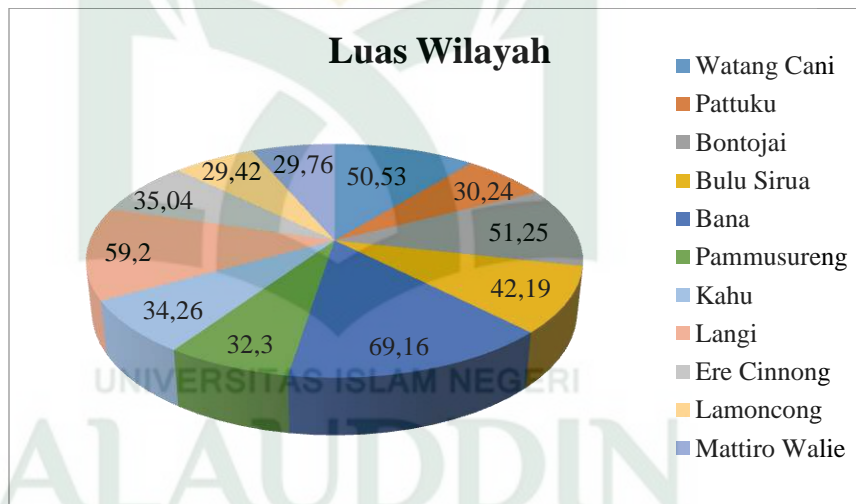 Luas Wilayah
50,53
30,24
51,25
42,19
69,16
32,3
34,26
59,2
35,04
29,42
29,76
Watang Cani
Pattuku
Bontojai
Bulu Sirua
Bana
Pammusureng
Kahu
Langi
Ere Cinnong
Lamoncong
Mattiro Walie
UNIVERSITAS ISLAM NEGERI
ALAUDDIN